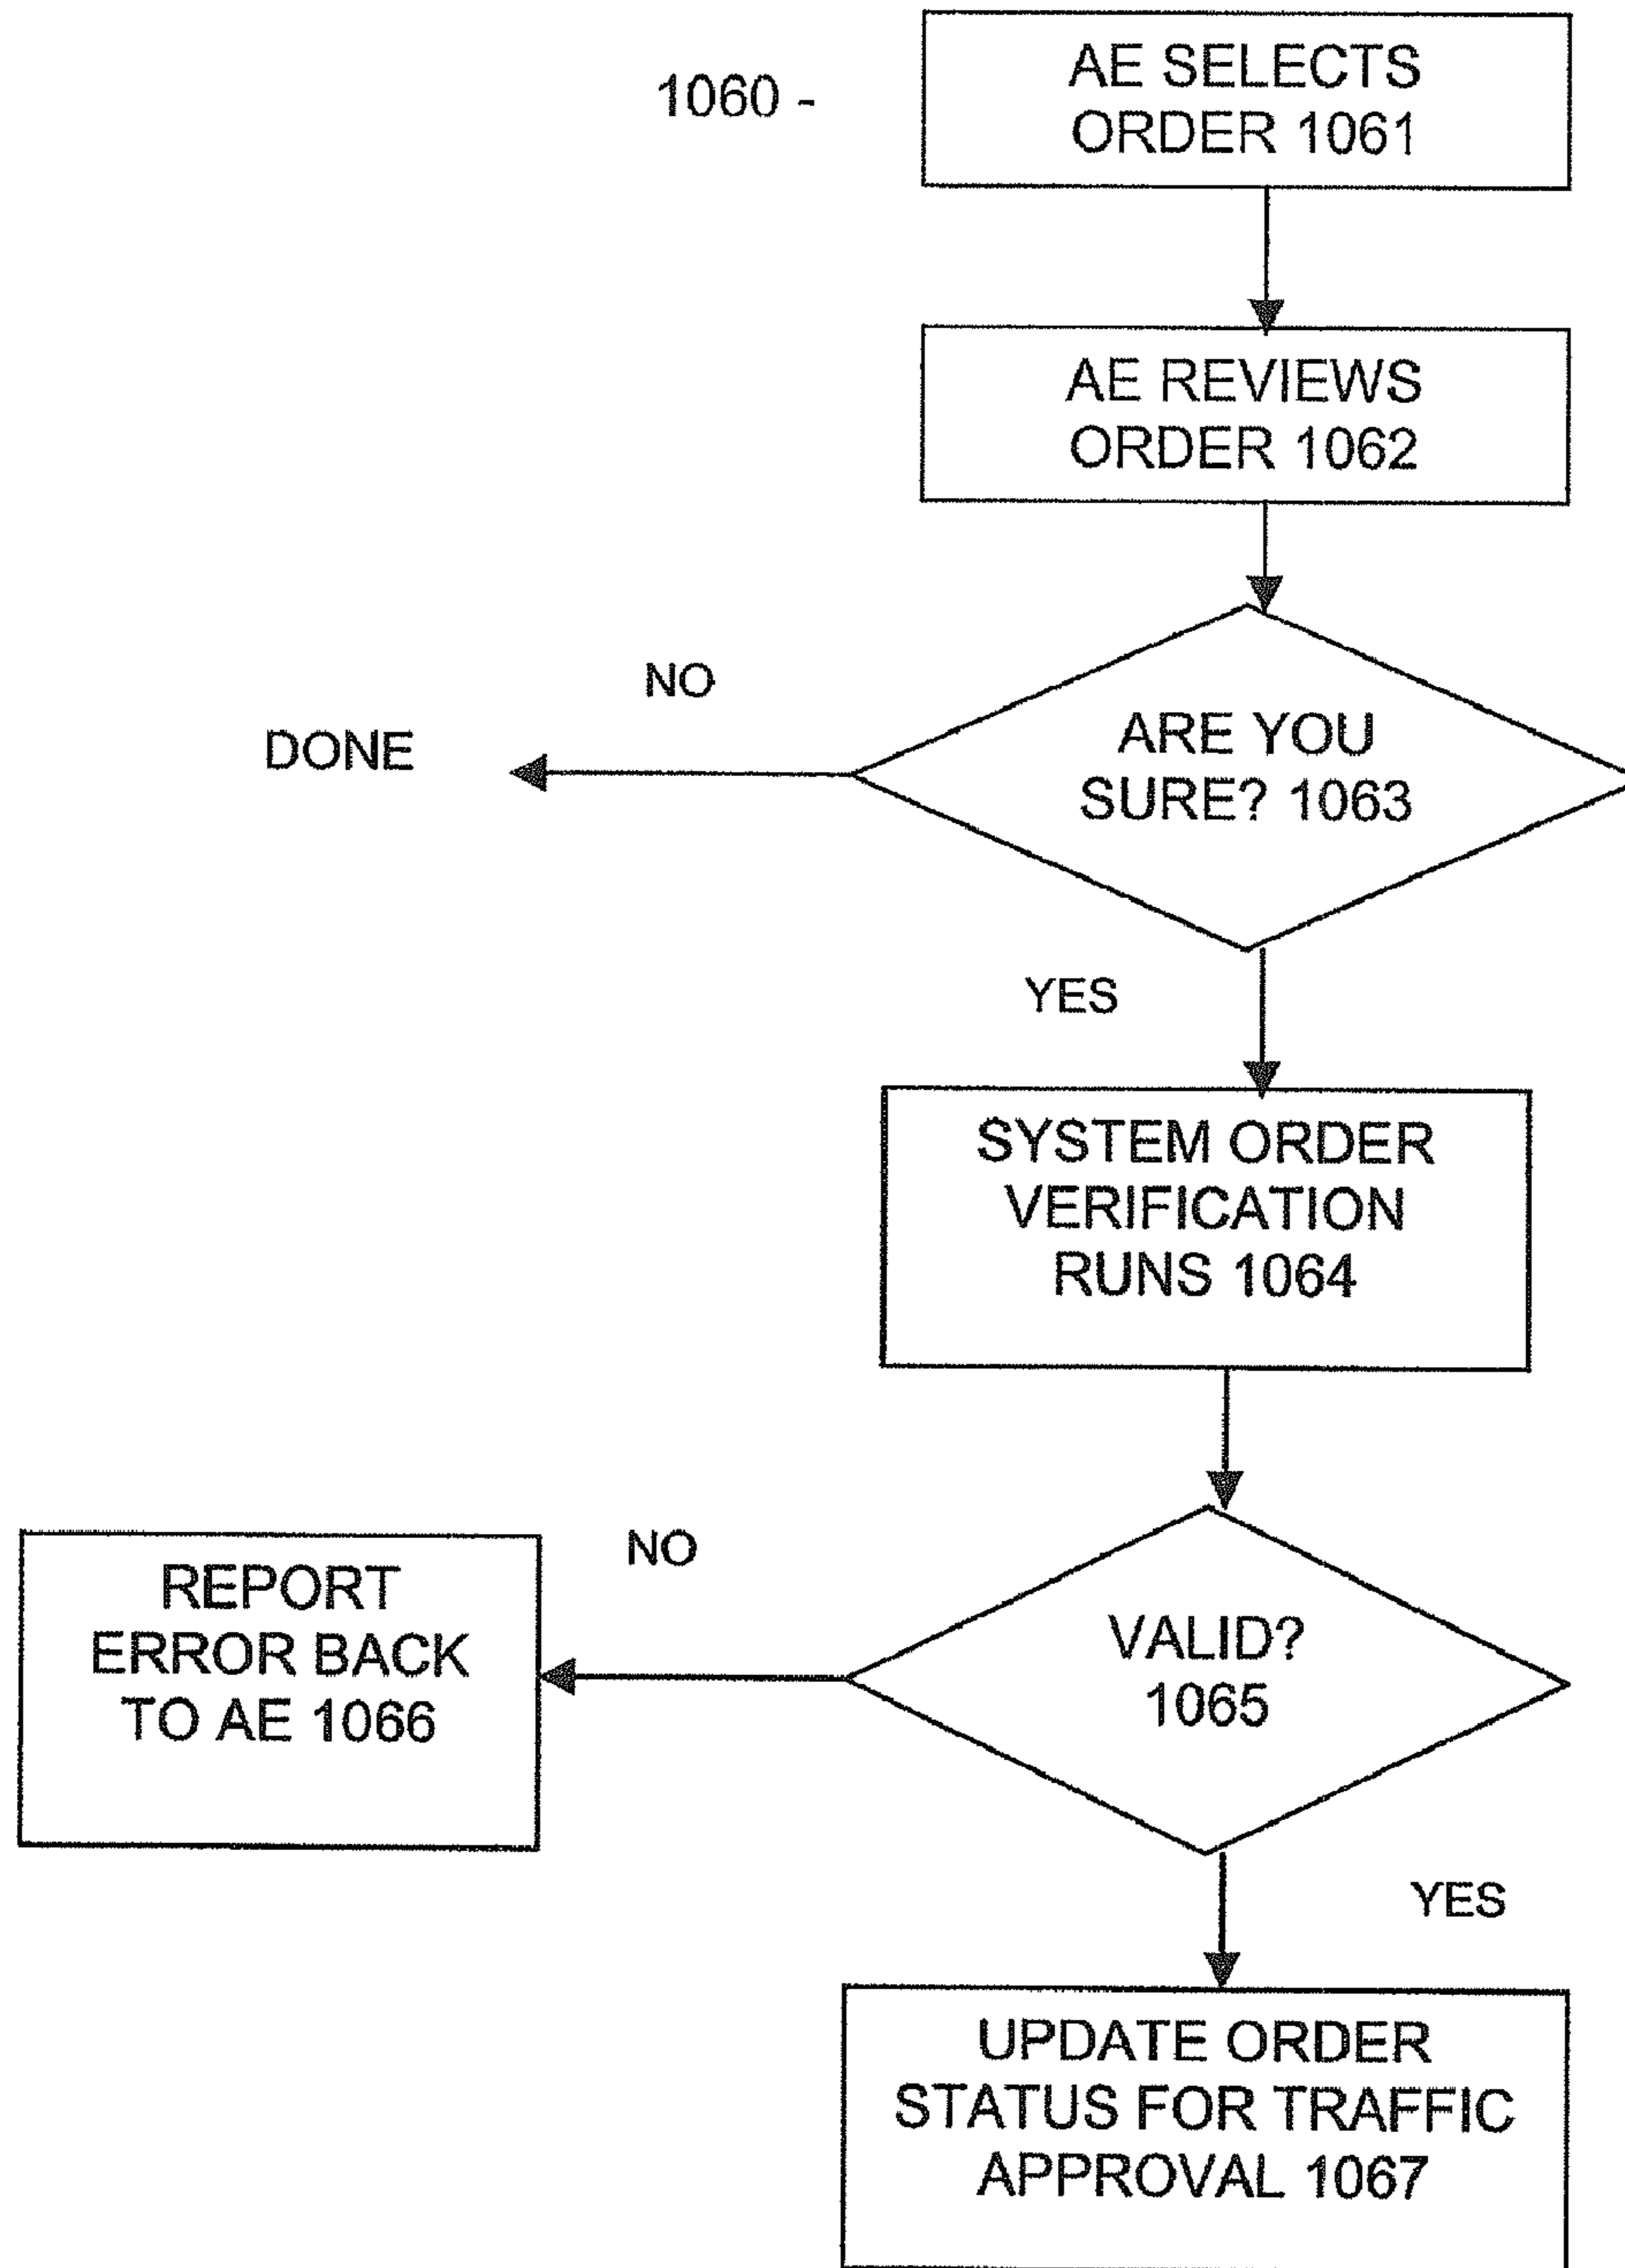 1060 -
AE SELECTS
ORDER 1061
AE REVIEWS
ORDER 1062
NO
DONE
ARE YOU
SURE? 1063
YES
SYSTEM ORDER
VERIFICATION
RUNS 1064
NO
REPORT
ERROR BACK
TO AE 1066
VALID?
1065
YES
UPDATE ORDER
STATUS FOR TRAFFIC
APPROVAL 1067